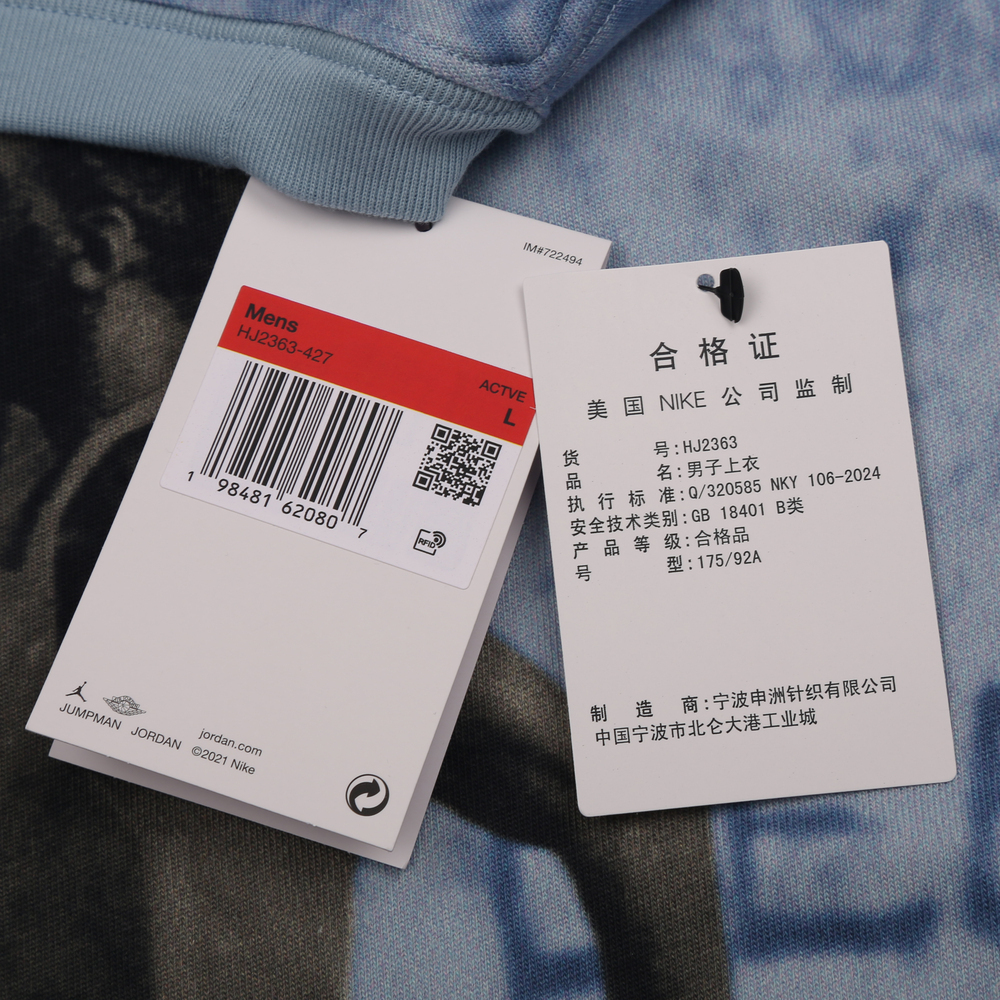 IM#722494
Mens
HJ2363-427
ACTVE
L
1 98481 62080 7
RFID
JUMPMAN
JORDAN
jordan.com
©2021 Nike
合格证
美国 NIKE 公司监制
货 号:HJ2363
品 名:男子上衣
执行标准:Q/320585 NKY 106-2024
安全技术类别:GB 18401 B类
产品等级:合格品
号 型:175/92A
制造商:宁波申洲针织有限公司
中国宁波市北仑大港工业城